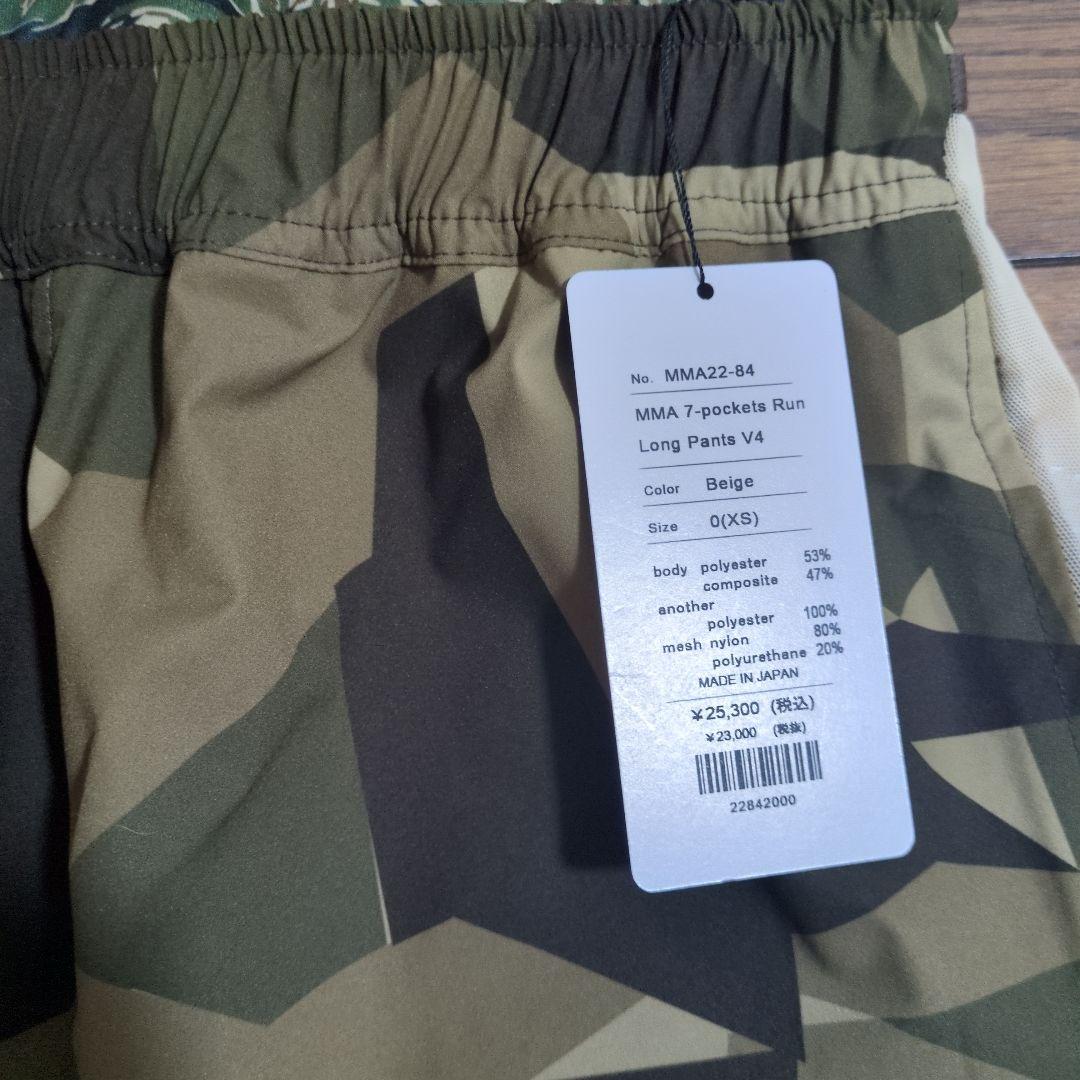 No. MMA22-84
MMA 7-pockets Run
Long Pants V4
Color Beige
Size 0(XS)
body polyester 53%
composite 47%
another
polyester 100%
mesh nylon 80%
polyurethane 20%
MADE IN JAPAN
¥25,300 (税込)
¥23,000 (税抜)
22842000